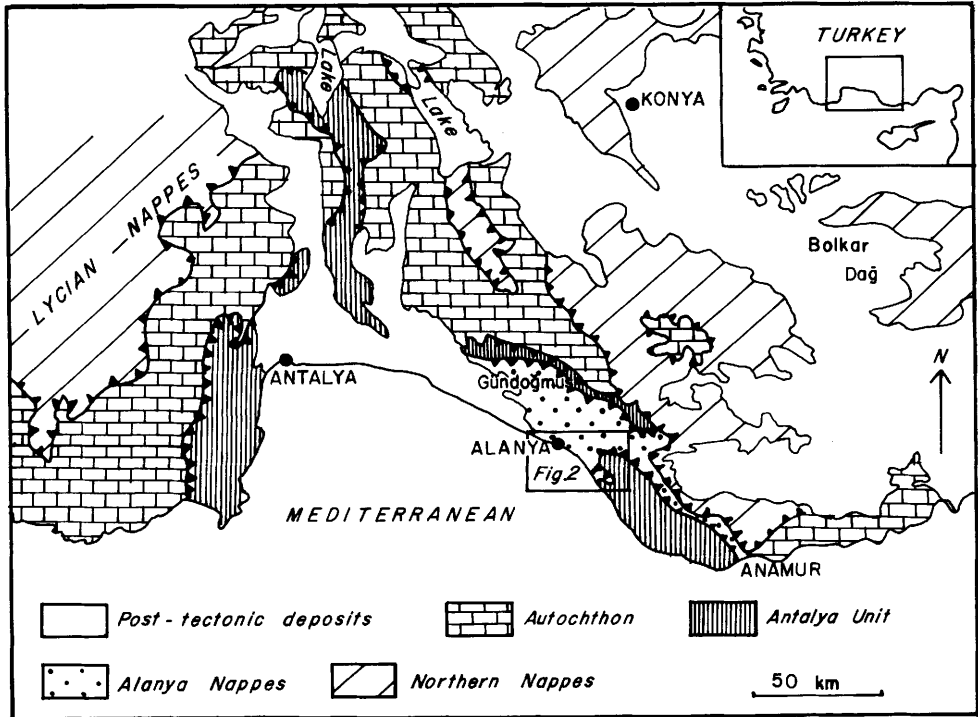 TURKEY
Lake
Lake
KONYA
LYCIAN NAPPES
Bolkar
Dağ
N
ANTALYA
Gündoğmuş
ALANYA
Fig.2
MEDITERRANEAN
ANAMUR
Post-tectonic deposits
Autochthon
Antalya Unit
Alanya Nappes
Northern Nappes
50 km